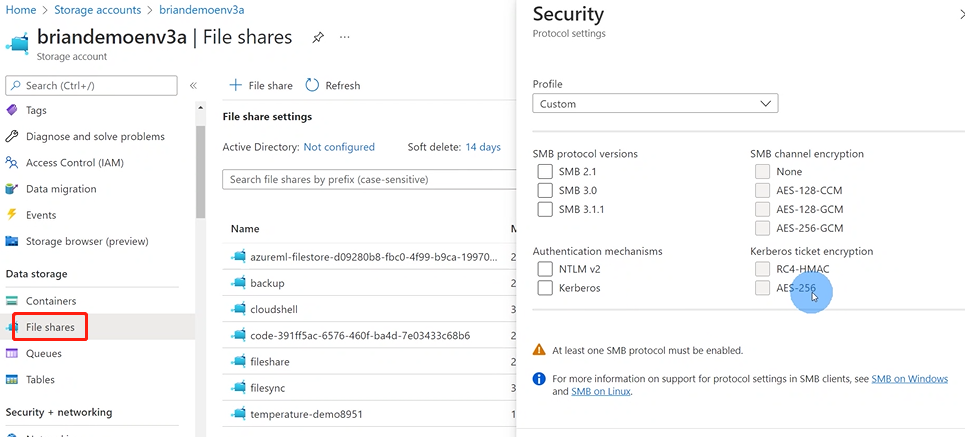 Home > Storage accounts > briandemoenv3a
briandemoenv3a | File shares
Storage account
Search (Ctrl+/)
Tags
Diagnose and solve problems
Access Control (IAM)
Data migration
Events
Storage browser (preview)
Data storage
Containers
File shares
Queues
Tables
Security + networking
+ File share Refresh
File share settings
Active Directory: Not configured Soft delete: 14 days
Search file shares by prefix (case-sensitive)
Name
azureml-filestore-d09280b8-fbc0-4f99-b9ca-19970...
backup
cloudshell
code-391ff5ac-6576-460f-ba4d-7e03433c68b6
fileshare
filesync
temperature-demo8951
Security
Protocol settings
Profile
Custom
SMB protocol versions
SMB 2.1
SMB 3.0
SMB 3.1.1
SMB channel encryption
None
AES-128-CCM
AES-128-GCM
AES-256-GCM
Authentication mechanisms
NTLM v2
Kerberos
Kerberos ticket encryption
RC4-HMAC
AES-256
At least one SMB protocol must be enabled.
For more information on support for protocol settings in SMB clients, see SMB on Windows
and SMB on Linux.